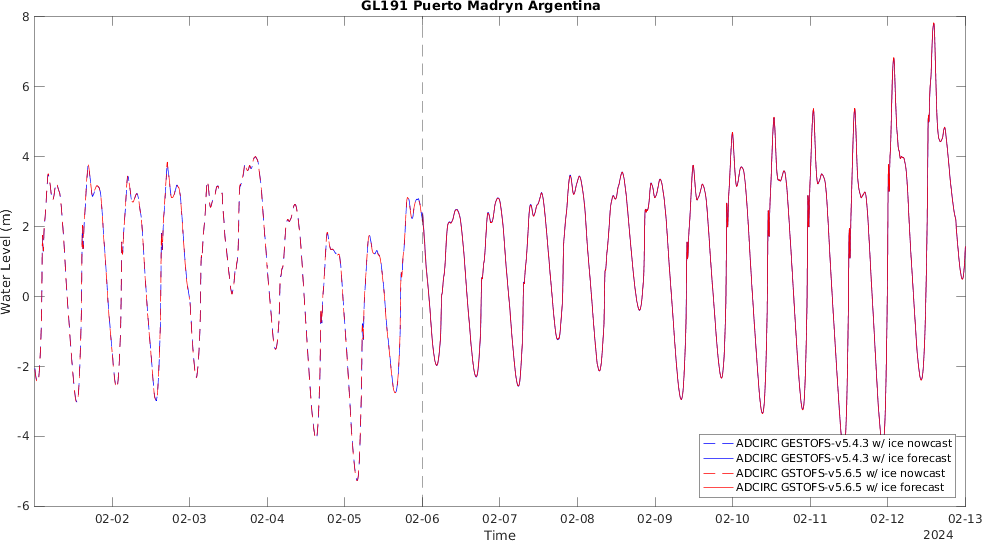 GL191 Puerto Madryn Argentina
8
6
4
2
0
-2
-4
-6
Water Level (m)
ADCIRC GESTOFS-v5.4.3 w/ ice nowcast
ADCIRC GESTOFS-v5.4.3 w/ ice forecast
ADCIRC GSTOFS-v5.6.5 w/ ice nowcast
ADCIRC GSTOFS-v5.6.5 w/ ice forecast
02-02 02-03 02-04 02-05 02-06 02-07 02-08 02-09 02-10 02-11 02-12 02-13
Time
2024